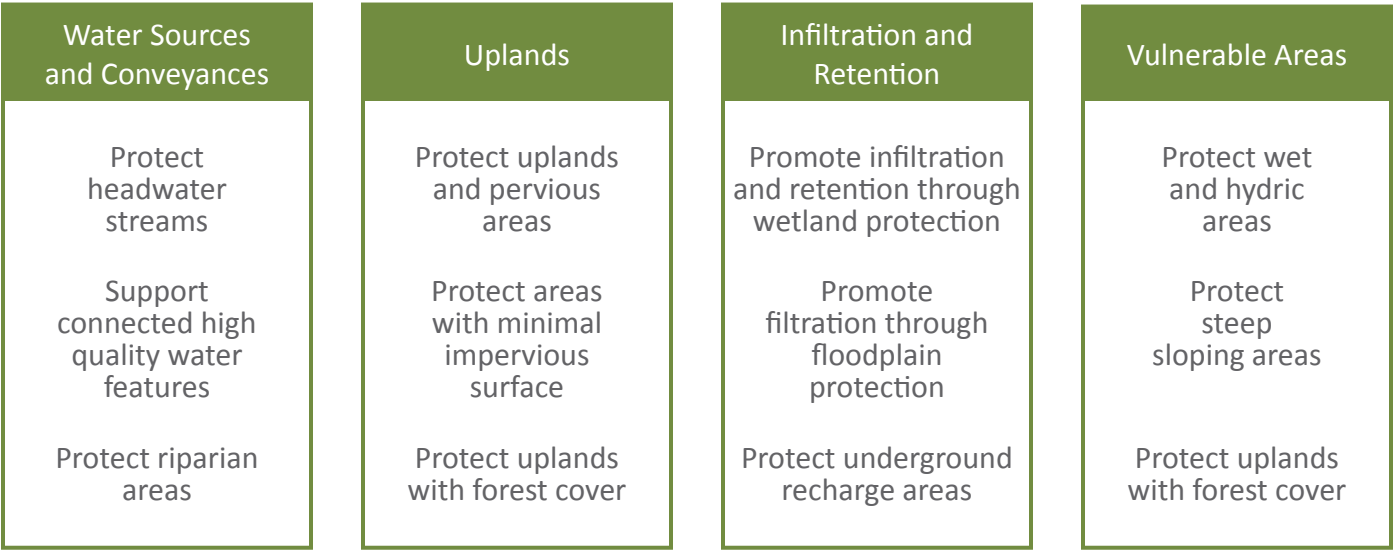 Water Sources
and Conveyances
Protect
headwater
streams
Support
connected high
quality water
features
Protect riparian
areas
Uplands
Protect uplands
and pervious
areas
Protect areas
with minimal
impervious
surface
Protect uplands
with forest cover
Infiltration and
Retention
Promote infiltration
and retention through
wetland protection
Promote
filtration through
floodplain
protection
Protect underground
recharge areas
Vulnerable Areas
Protect wet
and hydric
areas
Protect
steep
sloping areas
Protect uplands
with forest cover